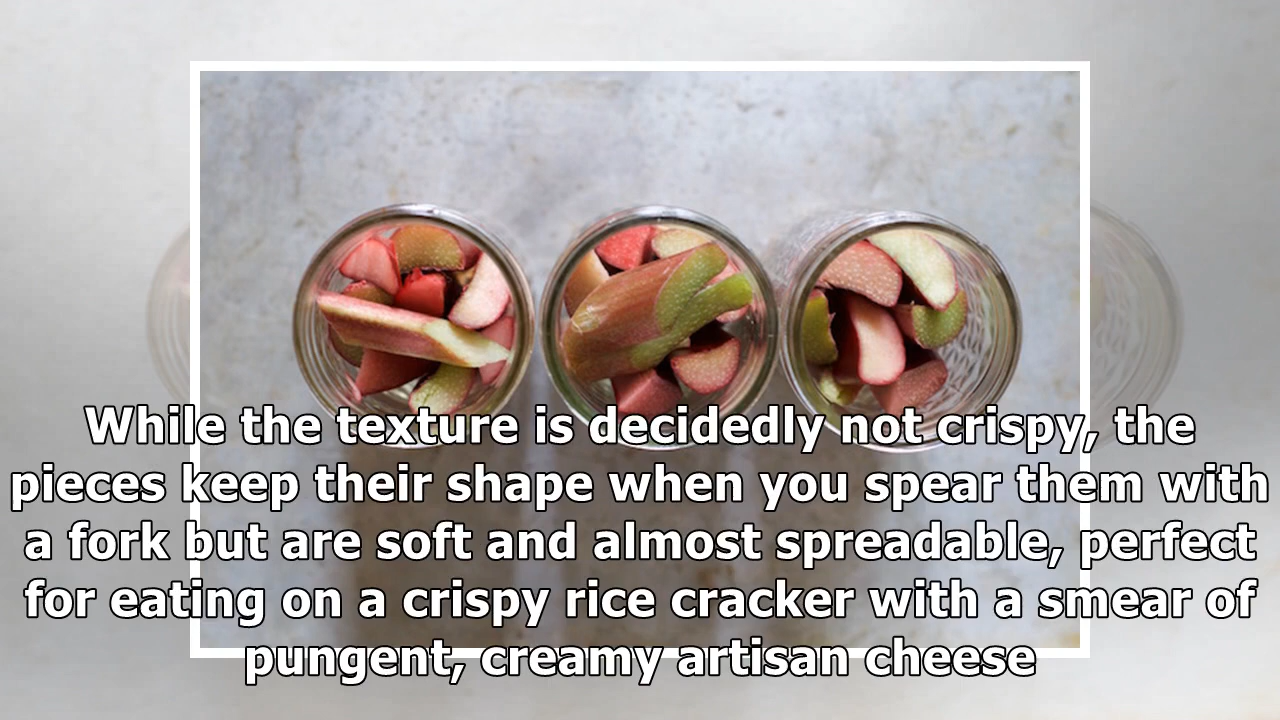 While the texture is decidedly not crispy, the
pieces keep their shape when you spear them with
a fork but are soft and almost spreadable, perfect
for eating on a crispy rice cracker with a smear of
pungent, creamy artisan cheese